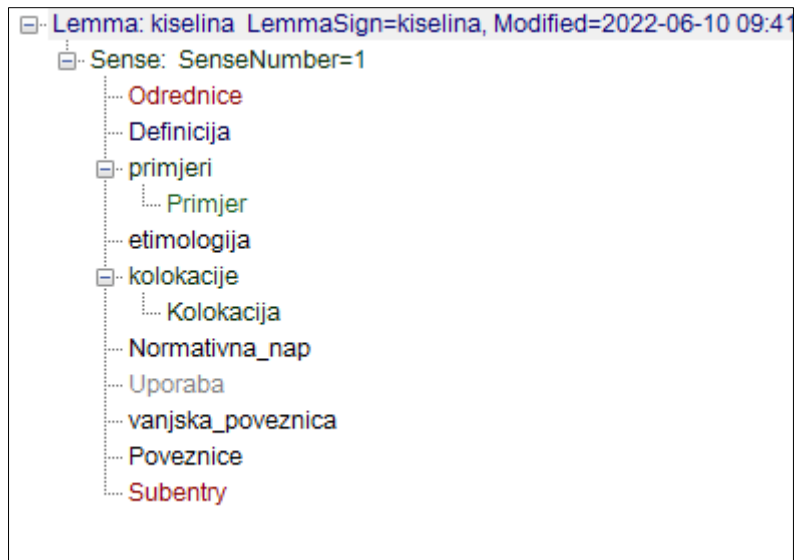 Lemma: kiselina LemmaSign=kiselina, Modified=2022-06-10 09:41
Sense: SenseNumber=1
Odrednice
Definicija
primjeri
Primjer
etimologija
kolokacije
Kolokacija
Normativna_nap
Uporaba
vanjska_poveznica
Poveznice
Subentry